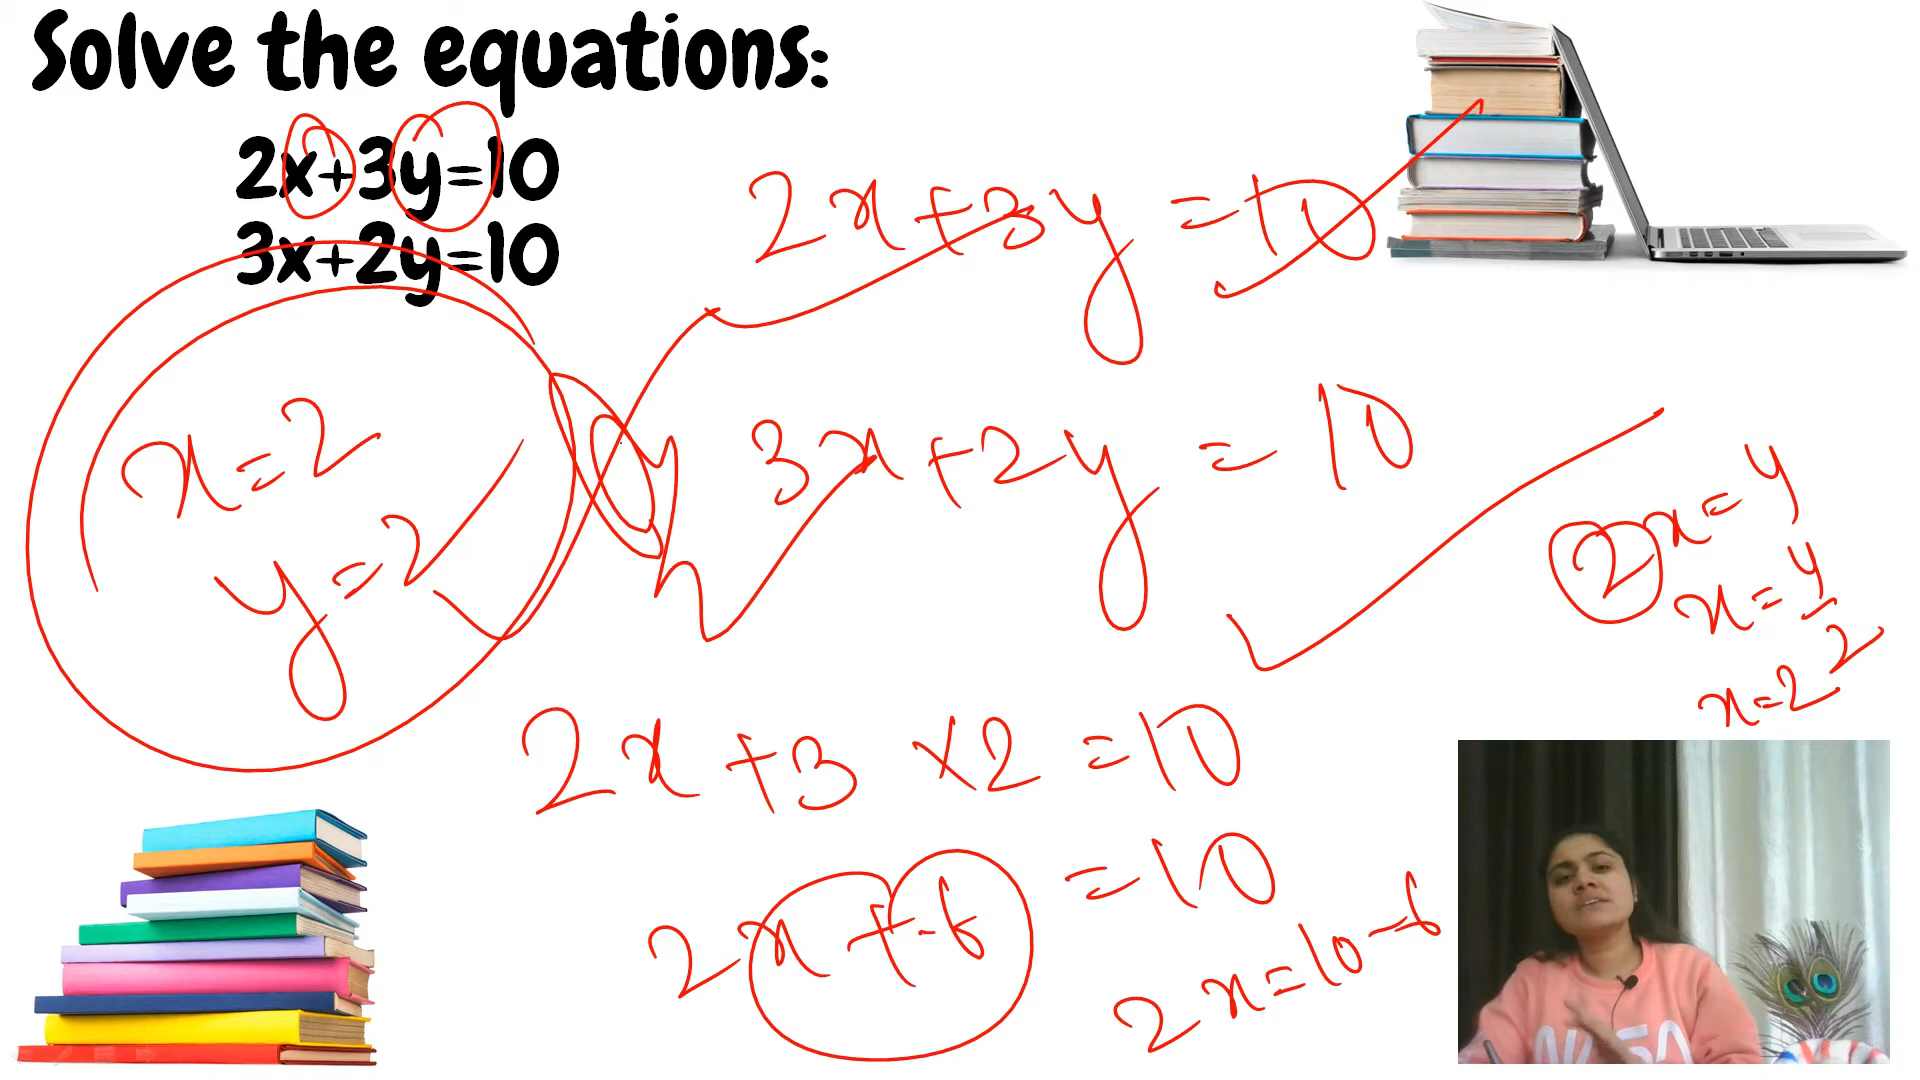 Solve the equations:
2x+3y=10
3x+2y=10
2x+3y=10
3x+2y=10
x=2
y=2
2x=y
x=y/2
x=2
2x+3×2=10
2x+6=10
2x=10-6